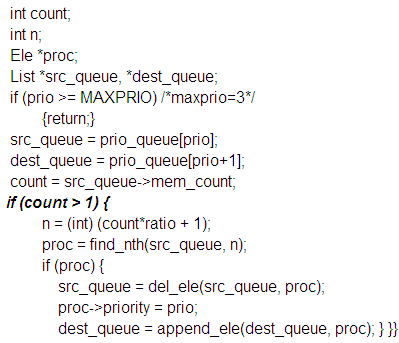 int count;
int n;
Ele *proc;
List *src_queue, *dest_queue;
if (prio >= MAXPRIO) /*maxprio=3*/
{return;}
src_queue = prio_queue[prio];
dest_queue = prio_queue[prio+1];
count = src_queue->mem_count;
if (count > 1) {
n = (int) (count*ratio + 1);
proc = find_nth(src_queue, n);
if (proc) {
src_queue = del_ele(src_queue, proc);
proc->priority = prio;
dest_queue = append_ele(dest_queue, proc); } }}